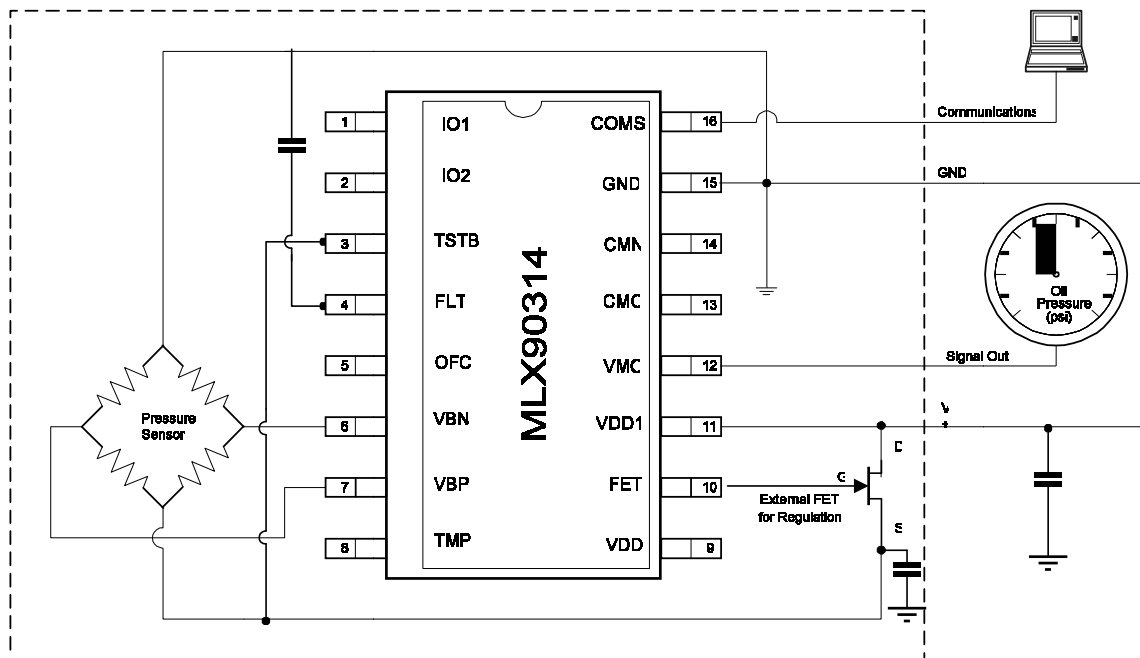 Communications
1 IO1 COMS 16
2 IO2 GND 15
GND
3 TSTB CMN 14
4 FLT CMO 13
Oil
Pressure
(psi)
Signal Out
5 OFC VMO 12
MLX90314
Pressure
Sensor
6 VBN VDD1 11
V
+
D
7 VBP FET 10
G
External FET
for Regulation
S
8 TMP VDD 9